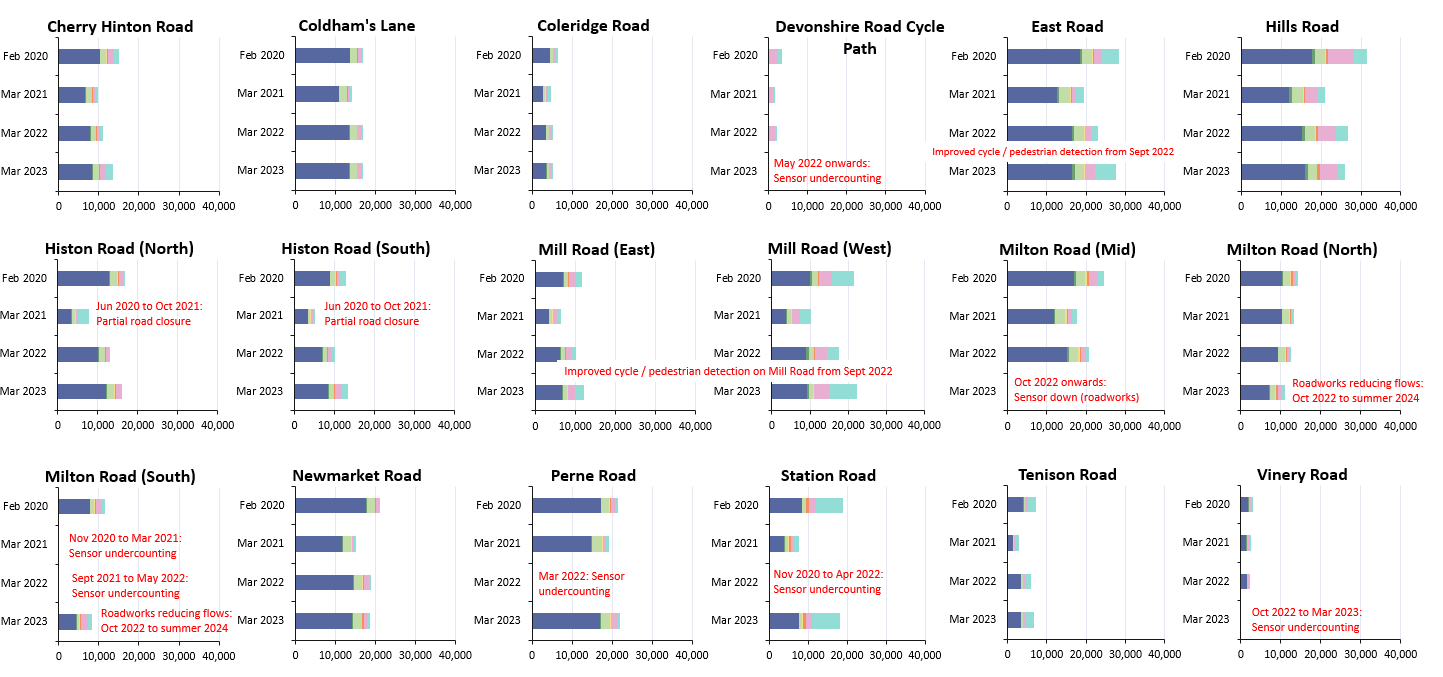 Cherry Hinton Road
Feb 2020
Mar 2021
Mar 2022
Mar 2023
0 10,000 20,000 30,000 40,000
Coldham's Lane
Feb 2020
Mar 2021
Mar 2022
Mar 2023
0 10,000 20,000 30,000 40,000
Coleridge Road
Feb 2020
Mar 2021
Mar 2022
Mar 2023
0 10,000 20,000 30,000 40,000
Devonshire Road Cycle
Path
Feb 2020
Mar 2021
Mar 2022
Mar 2023
May 2022 onwards:
Sensor undercounting
0 10,000 20,000 30,000 40,000
East Road
Feb 2020
Mar 2021
Mar 2022
Improved cycle / pedestrian detection from Sept 2022
Mar 2023
0 10,000 20,000 30,000 40,000
Hills Road
Feb 2020
Mar 2021
Mar 2022
Mar 2023
0 10,000 20,000 30,000 40,000
Histon Road (North)
Feb 2020
Mar 2021
Jun 2020 to Oct 2021:
Partial road closure
Mar 2022
Mar 2023
0 10,000 20,000 30,000 40,000
Histon Road (South)
Feb 2020
Mar 2021
Jun 2020 to Oct 2021:
Partial road closure
Mar 2022
Mar 2023
0 10,000 20,000 30,000 40,000
Mill Road (East)
Feb 2020
Mar 2021
Mar 2022
Mar 2023
0 10,000 20,000 30,000 40,000
Improved cycle / pedestrian detection on Mill Road from Sept 2022
Mill Road (West)
Feb 2020
Mar 2021
Mar 2022
Mar 2023
0 10,000 20,000 30,000 40,000
Milton Road (Mid)
Feb 2020
Mar 2021
Mar 2022
Mar 2023
Oct 2022 onwards:
Sensor down (roadworks)
0 10,000 20,000 30,000 40,000
Milton Road (North)
Feb 2020
Mar 2021
Mar 2022
Mar 2023
Roadworks reducing flows:
Oct 2022 to summer 2024
0 10,000 20,000 30,000 40,000
Milton Road (South)
Feb 2020
Mar 2021
Nov 2020 to Mar 2021:
Sensor undercounting
Mar 2022
Sept 2021 to May 2022:
Sensor undercounting
Mar 2023
Roadworks reducing flows:
Oct 2022 to summer 2024
0 10,000 20,000 30,000 40,000
Newmarket Road
Feb 2020
Mar 2021
Mar 2022
Mar 2023
0 10,000 20,000 30,000 40,000
Perne Road
Feb 2020
Mar 2021
Mar 2022
Mar 2022: Sensor
undercounting
Mar 2023
0 10,000 20,000 30,000 40,000
Station Road
Feb 2020
Mar 2021
Mar 2022
Nov 2020 to Apr 2022:
Sensor undercounting
Mar 2023
0 10,000 20,000 30,000 40,000
Tenison Road
Feb 2020
Mar 2021
Mar 2022
Mar 2023
0 10,000 20,000 30,000 40,000
Vinery Road
Feb 2020
Mar 2021
Mar 2022
Mar 2023
Oct 2022 to Mar 2023:
Sensor undercounting
0 10,000 20,000 30,000 40,000